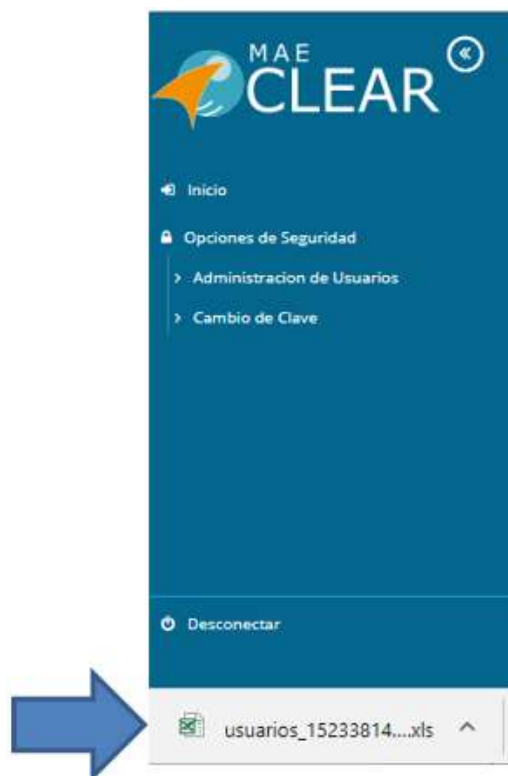 MAE
CLEAR
Inicio
Opciones de Seguridad
Administracion de Usuarios
Cambio de Clave
Desconectar
usuarios_15233814....xls